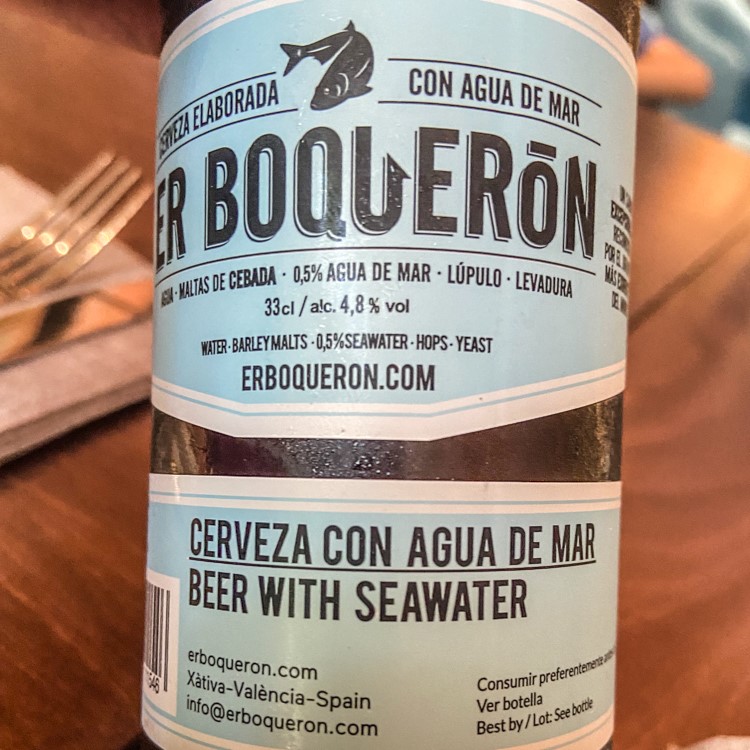 CERVEZA ELABORADA CON AGUA DE MAR
ER BOQUERŌN
AGUA · MALTAS DE CEBADA · 0,5% AGUA DE MAR · LÚPULO · LEVADURA
33cl / alc. 4,8 % vol
WATER · BARLEY MALTS · 0,5% SEAWATER · HOPS · YEAST
ERBOQUERON.COM
CERVEZA CON AGUA DE MAR
BEER WITH SEAWATER
erboqueron.com
Xàtiva-València-Spain
info@erboqueron.com
Consumir preferentemente
Ver botella
Best by / Lot: See bottle